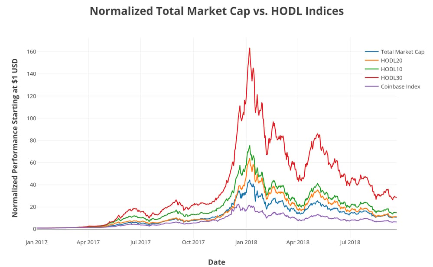 Normalized Total Market Cap vs. HODL Indices
Normalized Performance Starting at $1 USD
160
140
120
100
80
60
40
20
0
Jan 2017
Apr 2017
Jul 2017
Oct 2017
Jan 2018
Apr 2018
Jul 2018
Date
Total Market Cap
HODL20
HODL10
HODL30
Coinbase Index